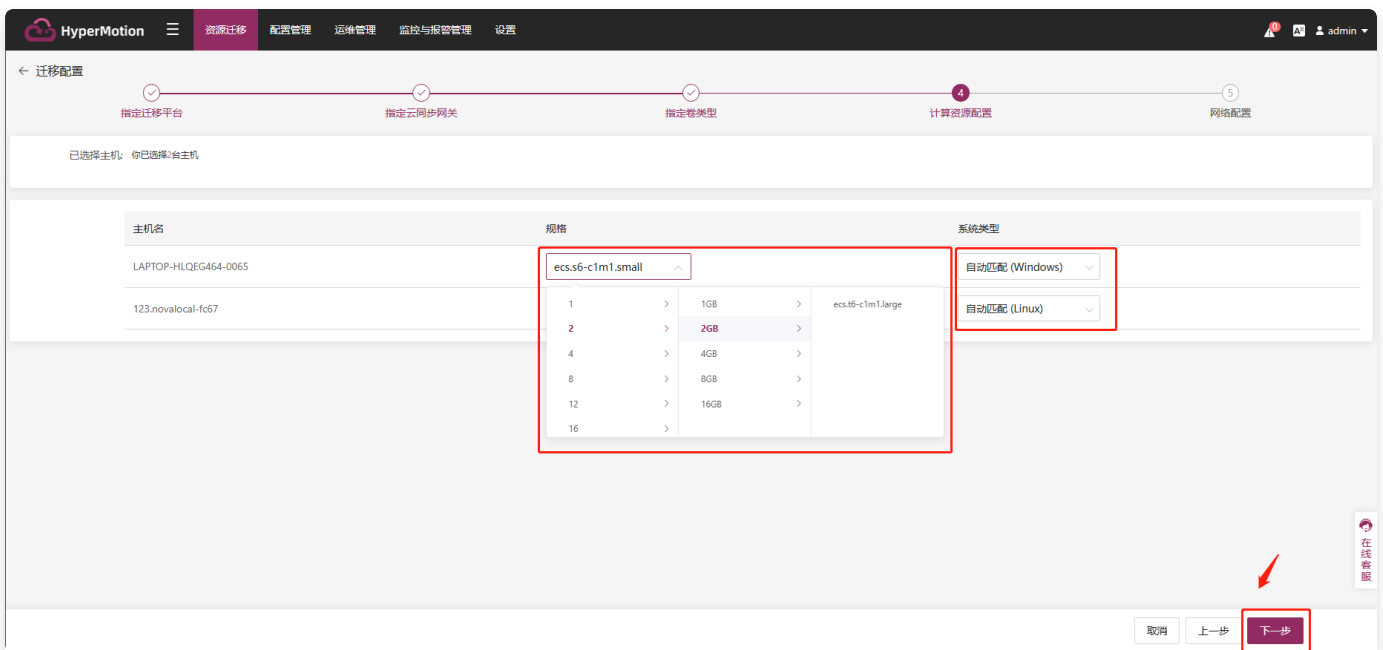 HyperMotion 资源迁移 配置管理 运维管理 监控与报警管理 设置 0 A admin
迁移配置
4 5
指定迁移平台 指定云同步网关 指定卷类型 计算资源配置 网络配置
已选择主机: 你已选择2台主机
主机名 规格 系统类型
LAPTOP-HLQEG464-0065 ecs.s6-c1m1.small 自动匹配 (Windows)
123.novalocal-fc67 自动匹配 (Linux)
1 1GB ecs.t6-c1m1.large
2 2GB
4 4GB
8 8GB
12 16GB
16
在线客服
取消 上一步 下一步